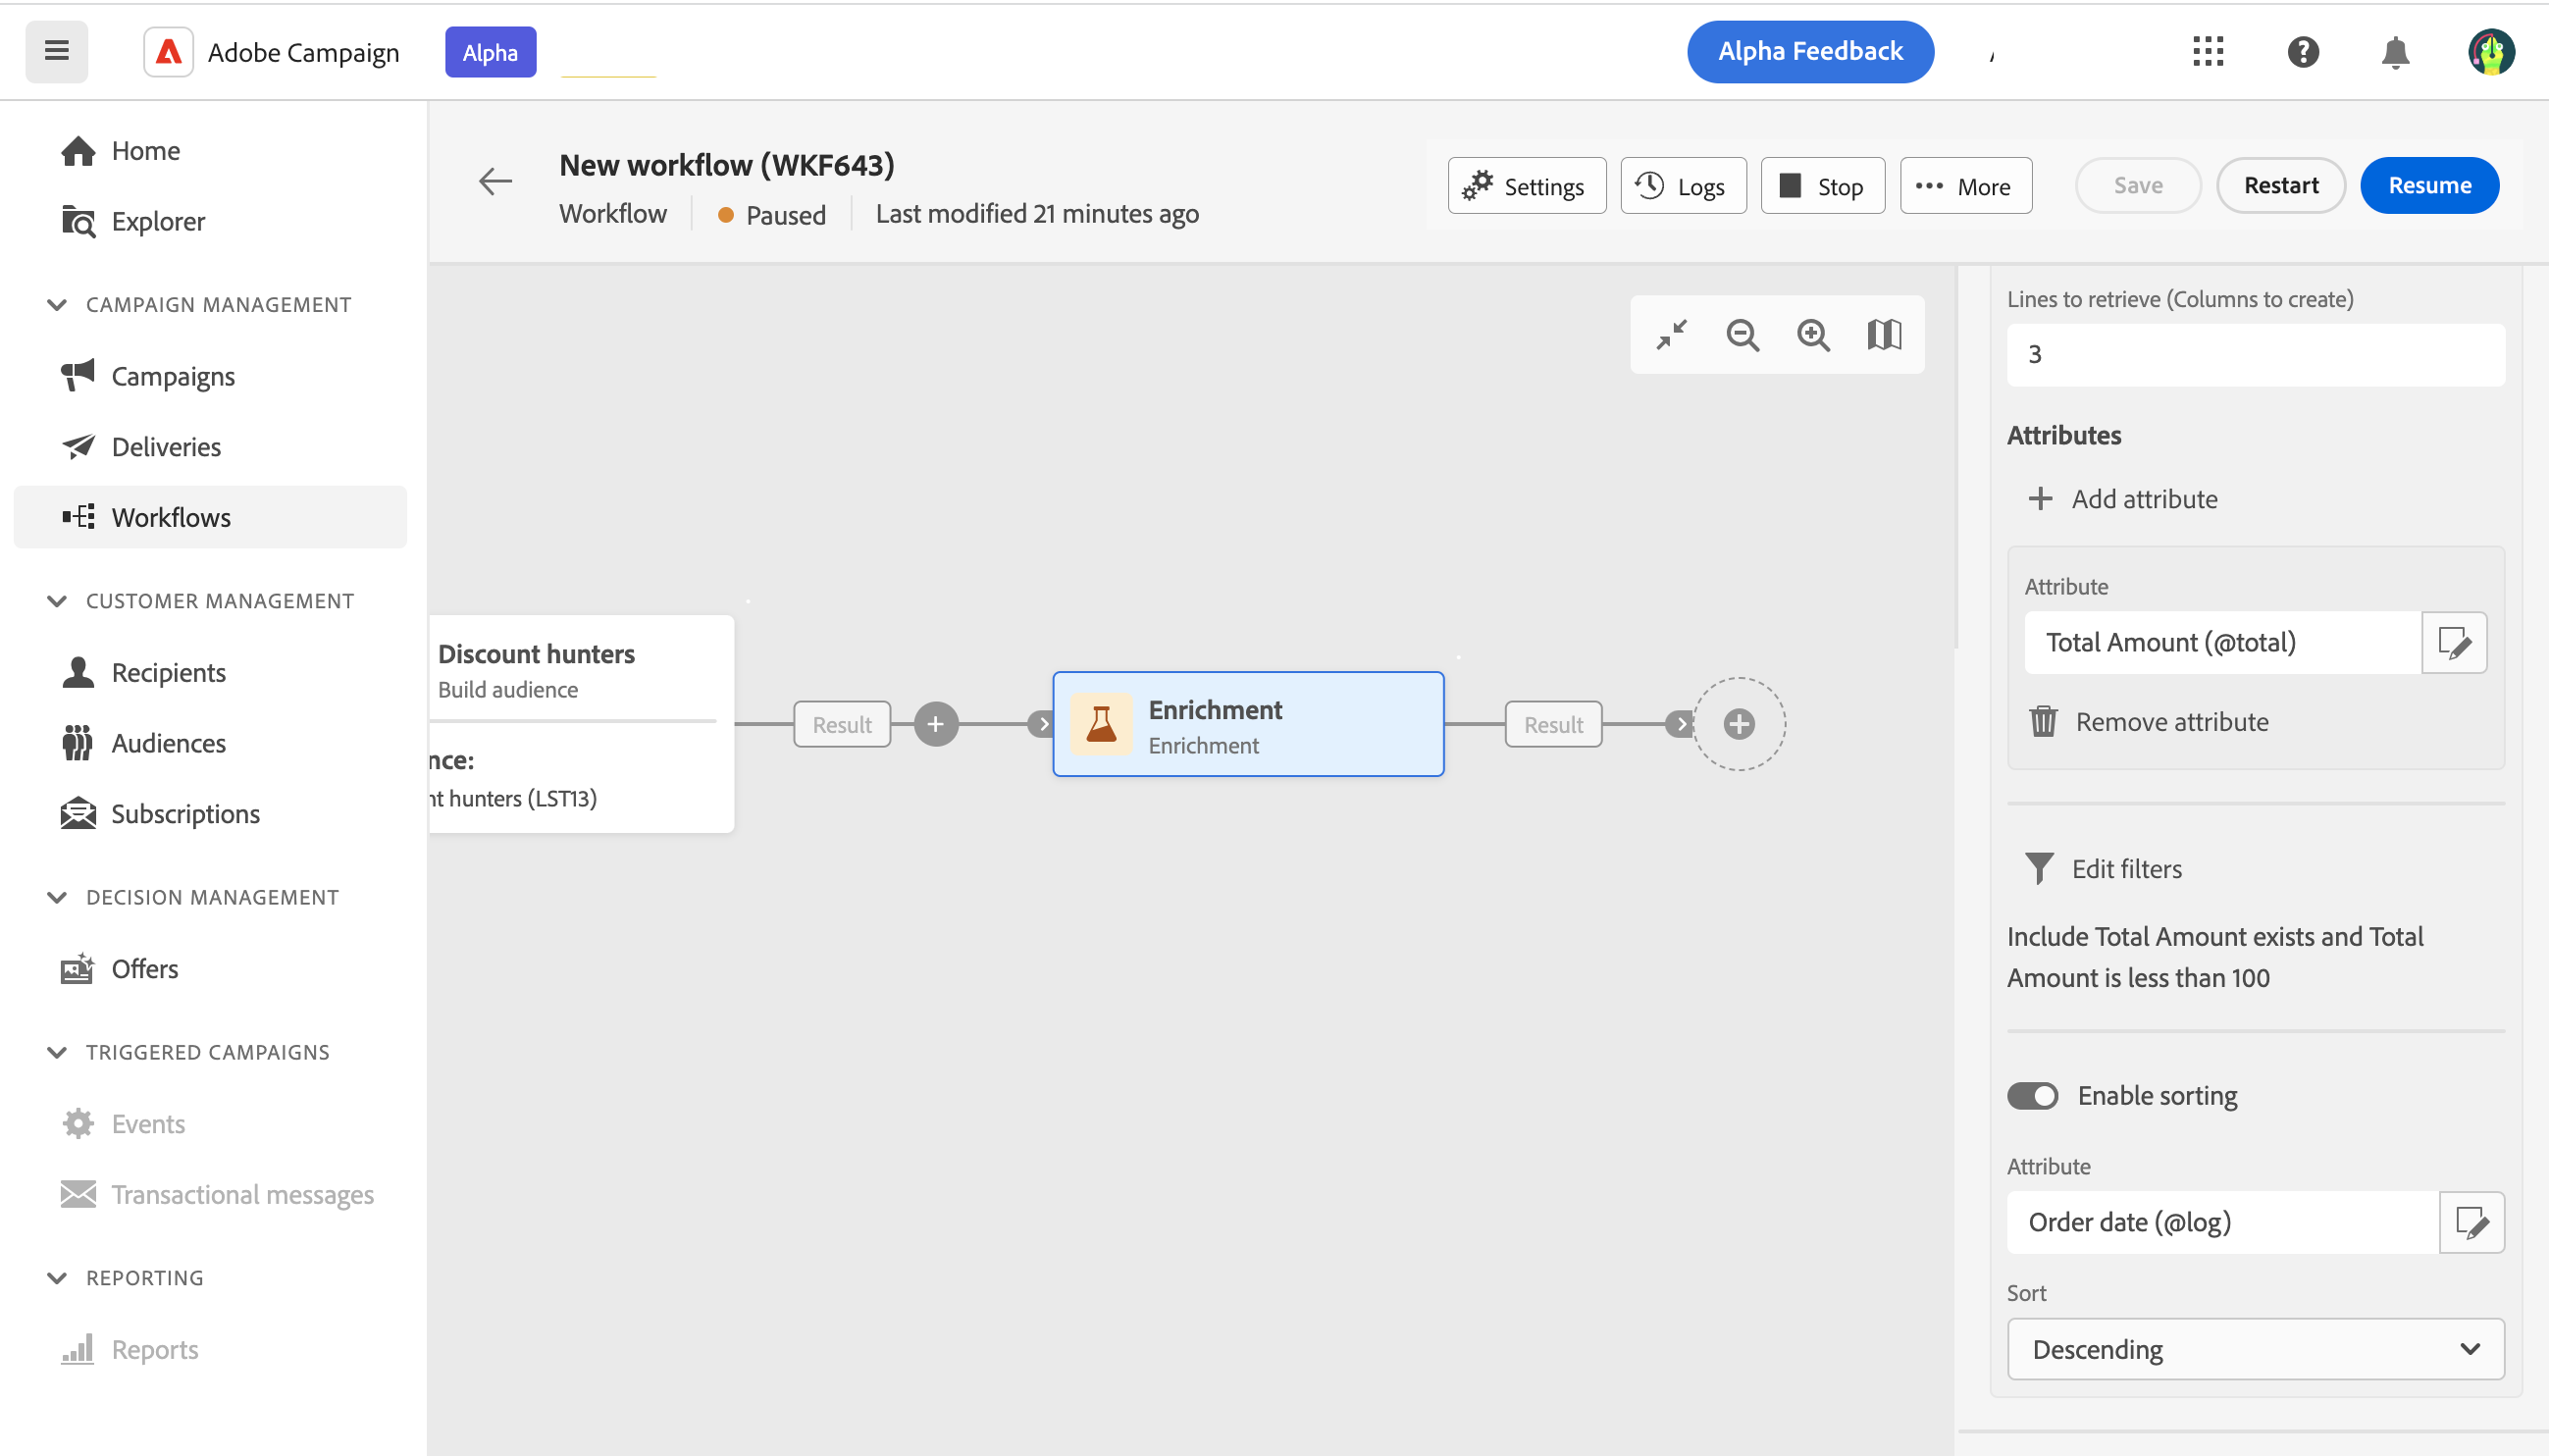 Adobe Campaign
Alpha
Alpha Feedback
Home
Explorer
CAMPAIGN MANAGEMENT
Campaigns
Deliveries
Workflows
CUSTOMER MANAGEMENT
Recipients
Audiences
Subscriptions
DECISION MANAGEMENT
Offers
TRIGGERED CAMPAIGNS
Events
Transactional messages
REPORTING
Reports
New workflow (WKF643)
Workflow
Paused
Last modified 21 minutes ago
Settings
Logs
Stop
More
Save
Restart
Resume
Discount hunters
Build audience
nce:
nt hunters (LST13)
Result
Enrichment
Enrichment
Result
Lines to retrieve (Columns to create)
3
Attributes
Add attribute
Attribute
Total Amount (@total)
Remove attribute
Edit filters
Include Total Amount exists and Total
Amount is less than 100
Enable sorting
Attribute
Order date (@log)
Sort
Descending